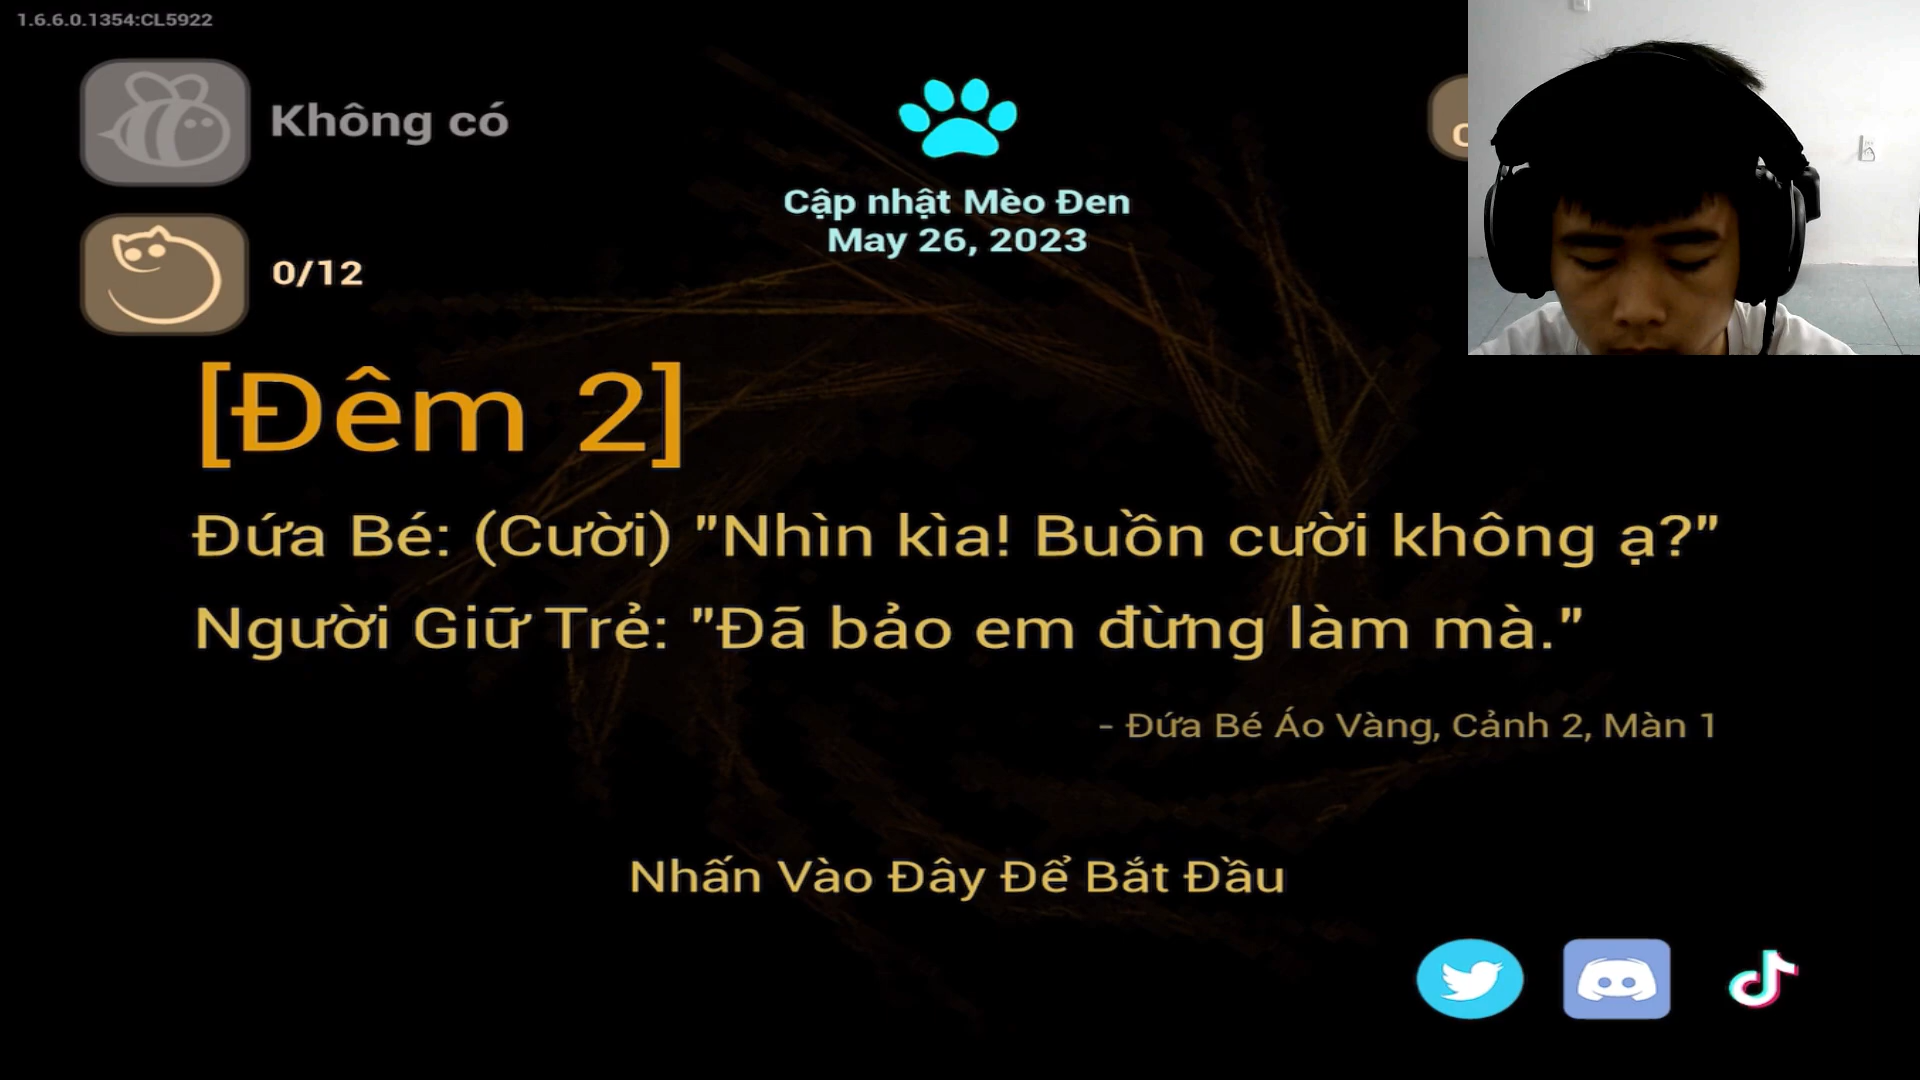 1.6.6.0.1354:CL5922
Không có
Cập nhật Mèo Đen
May 26, 2023
0/12
[Đêm 2]
Đứa Bé: (Cười) "Nhìn kìa! Buồn cười không ạ?"
Người Giữ Trẻ: "Đã bảo em đừng làm mà."
- Đứa Bé Áo Vàng, Cảnh 2, Màn 1
Nhấn Vào Đây Để Bắt Đầu